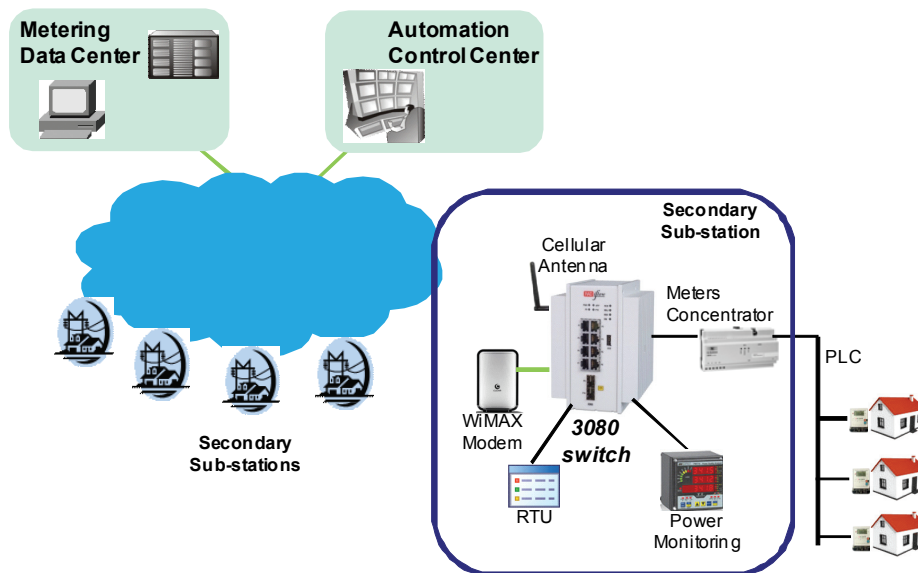 Metering
Data Center
Automation
Control Center
Secondary
Sub-station
Cellular
Antenna
Meters
Concentrator
PLC
WiMAX
Modem
3080
switch
RTU
Power
Monitoring
Secondary
Sub-stations